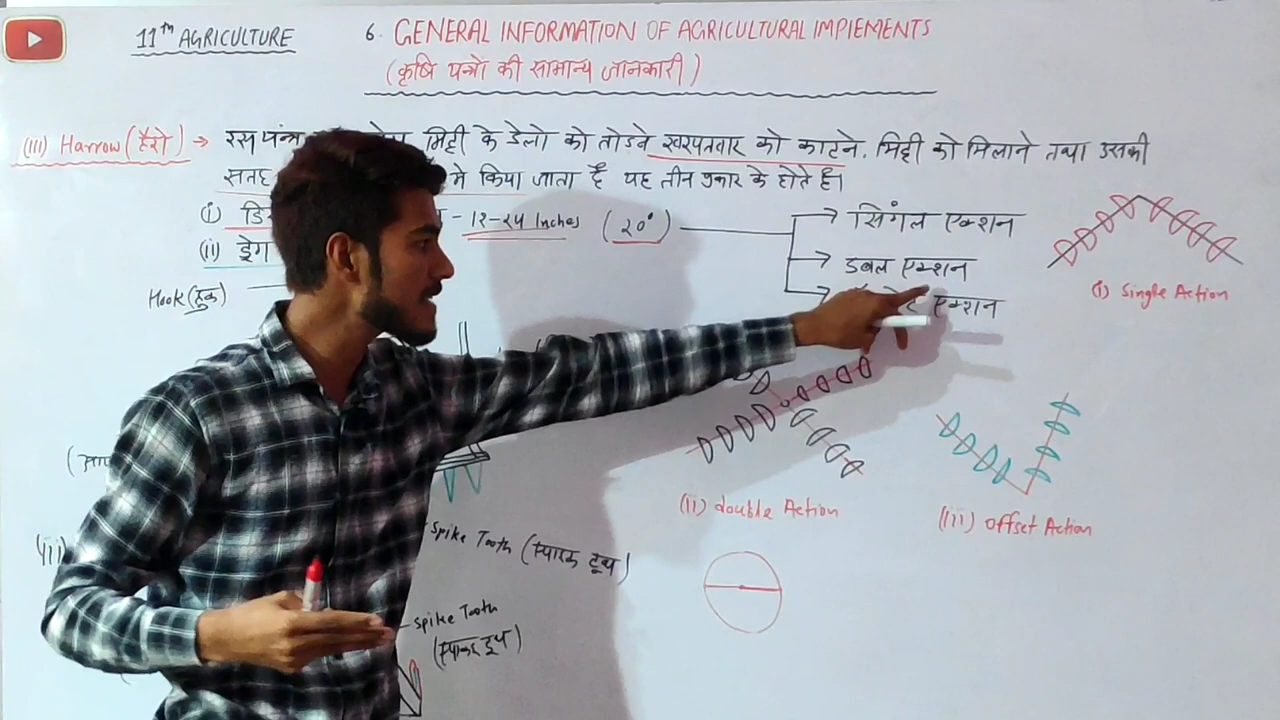 11th AGRICULTURE
6. GENERAL INFORMATION OF AGRICULTURAL IMPlEMENTS
(कृषि यन्त्रो की सामान्य जानकारी)
(iii) Harrow (हैरो) → इस यंत्र मिट्टी के ढेलो को तोडने खरपतवार को काटने, मिट्टी को मिलाने तथा उसकी
सतह मे किया जाता है यह तीन प्रकार के होते है।
(i) डि - 12-24 Inches (20°) → सिंगल एक्शन
(ii) ड्रेग → डबल एक्शन
Hook (हुक) → एक्शन
(i) Single Action
(ii) double Action
(iii) offset Action
Spike Tooth (स्पाइक टूथ)
Spike Tooth
(स्पाइक टूथ)